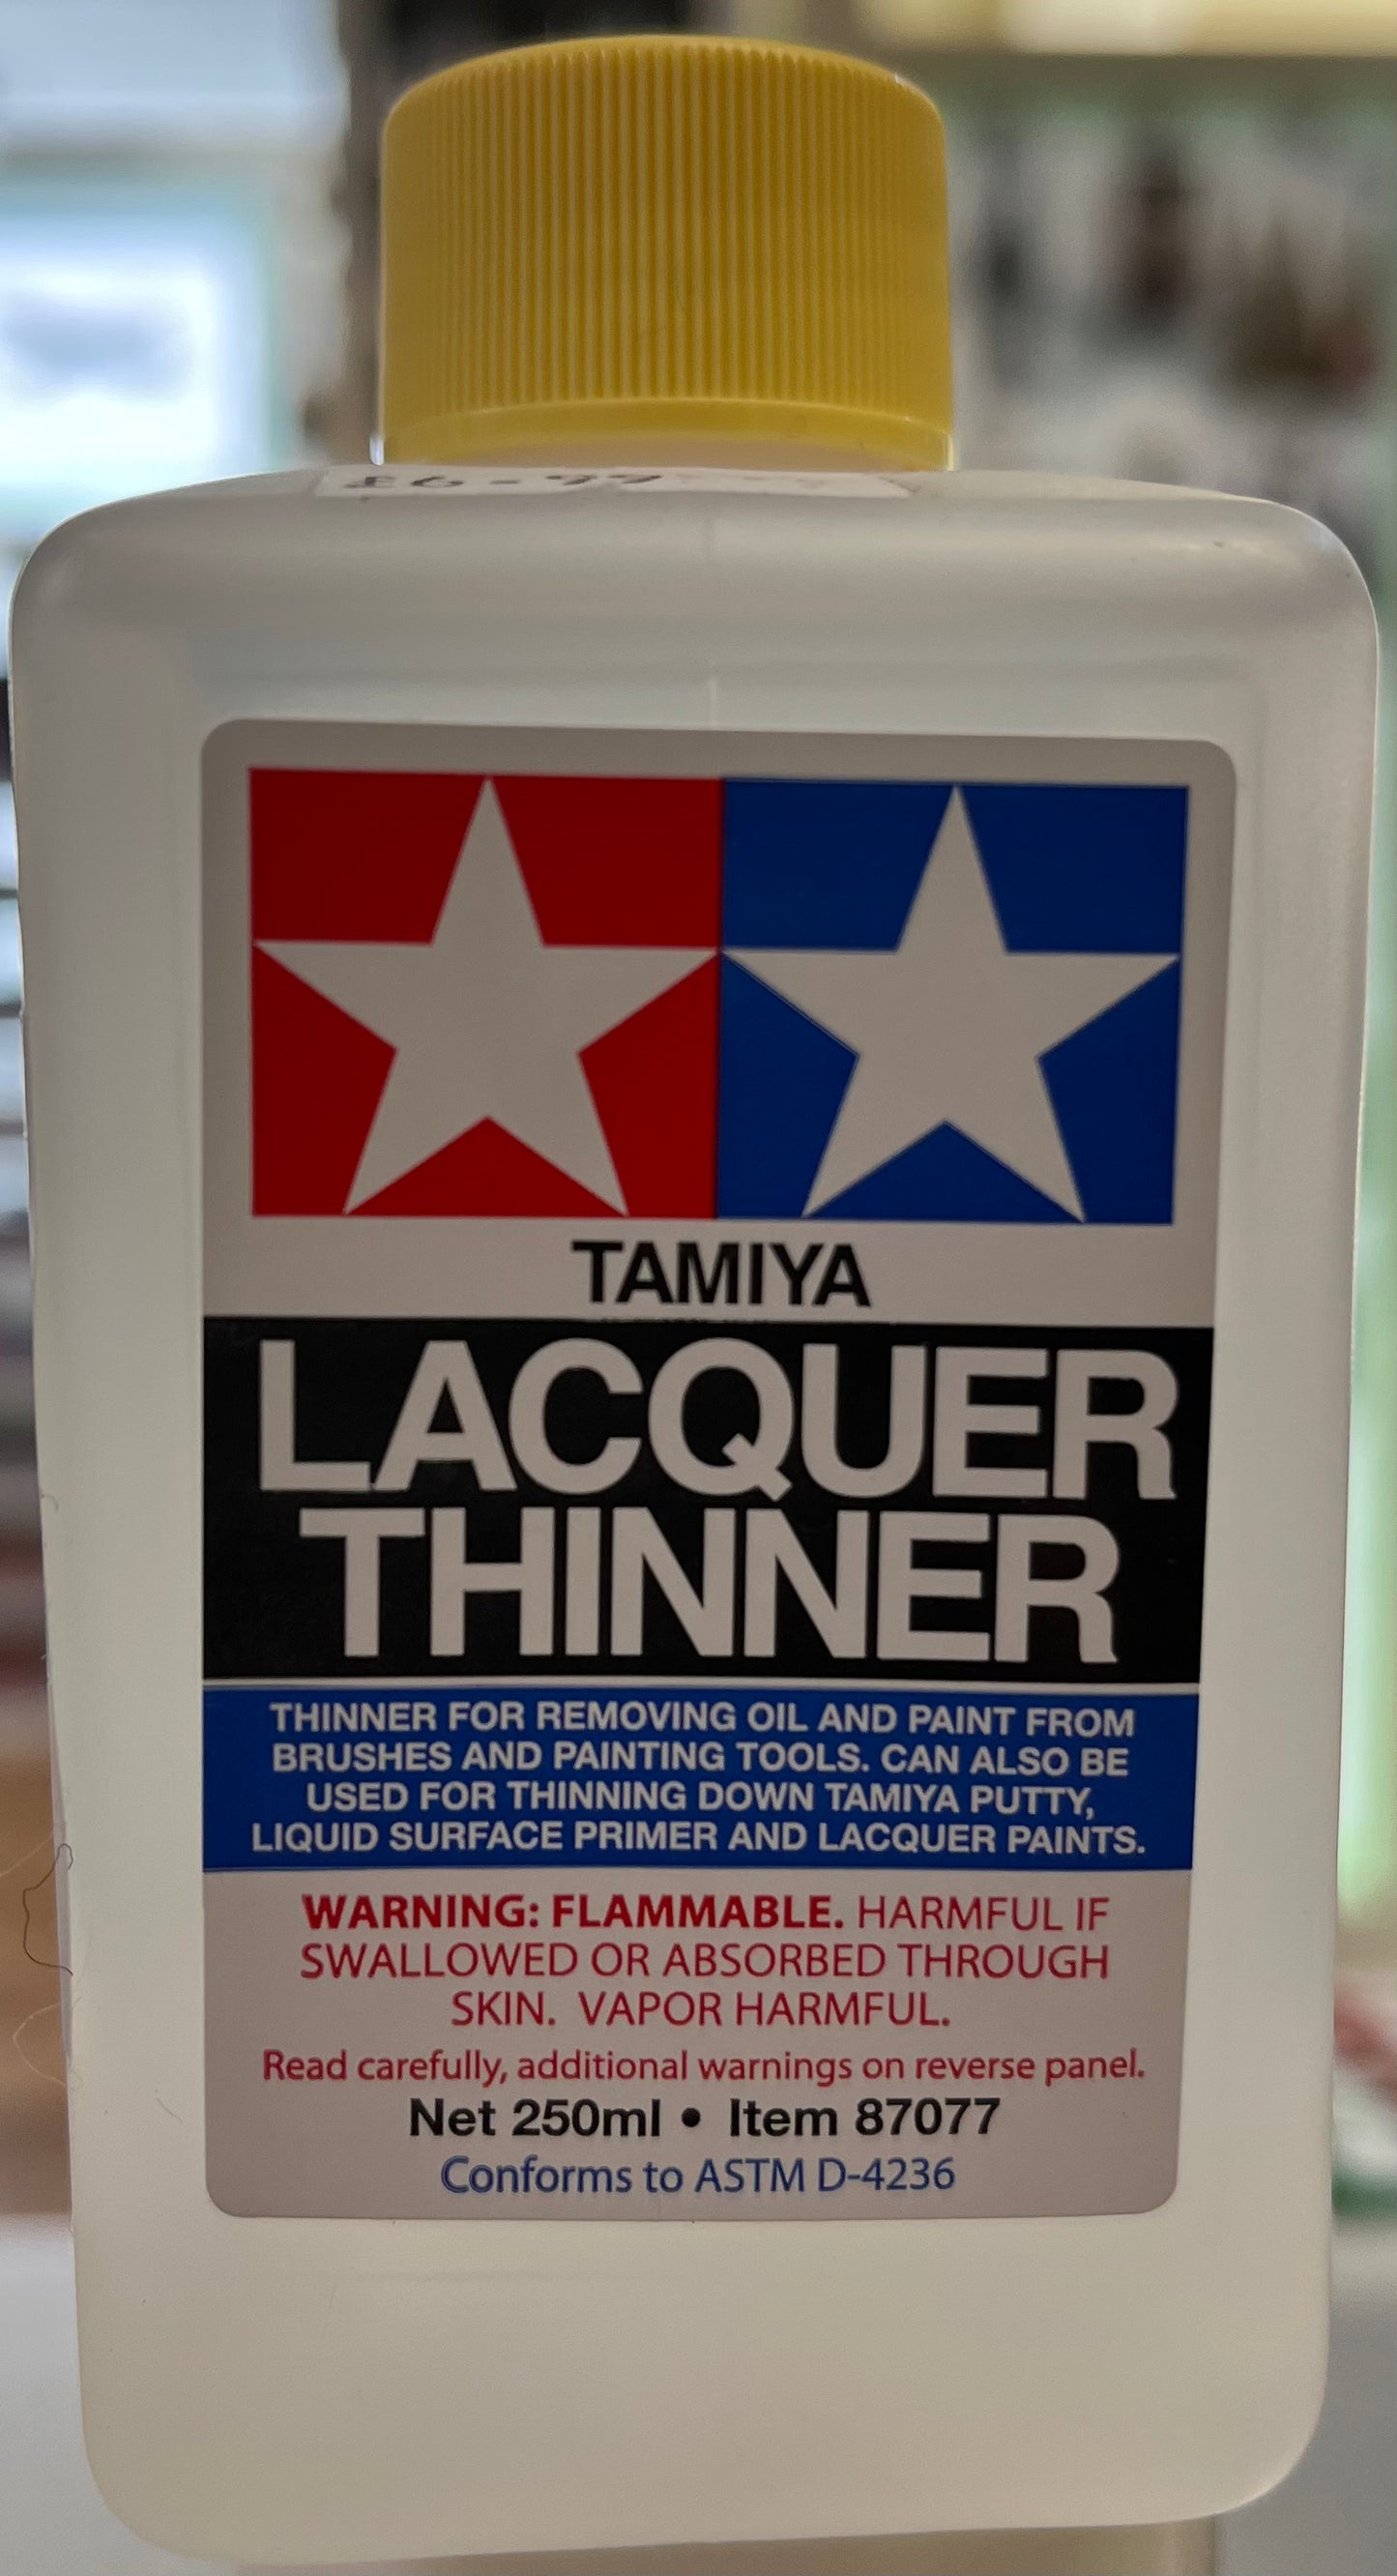 £6-99
TAMIYA
LACQUER
THINNER
THINNER FOR REMOVING OIL AND PAINT FROM
BRUSHES AND PAINTING TOOLS. CAN ALSO BE
USED FOR THINNING DOWN TAMIYA PUTTY,
LIQUID SURFACE PRIMER AND LACQUER PAINTS.
WARNING: FLAMMABLE. HARMFUL IF
SWALLOWED OR ABSORBED THROUGH
SKIN. VAPOR HARMFUL.
Read carefully, additional warnings on reverse panel.
Net 250ml • Item 87077
Conforms to ASTM D-4236